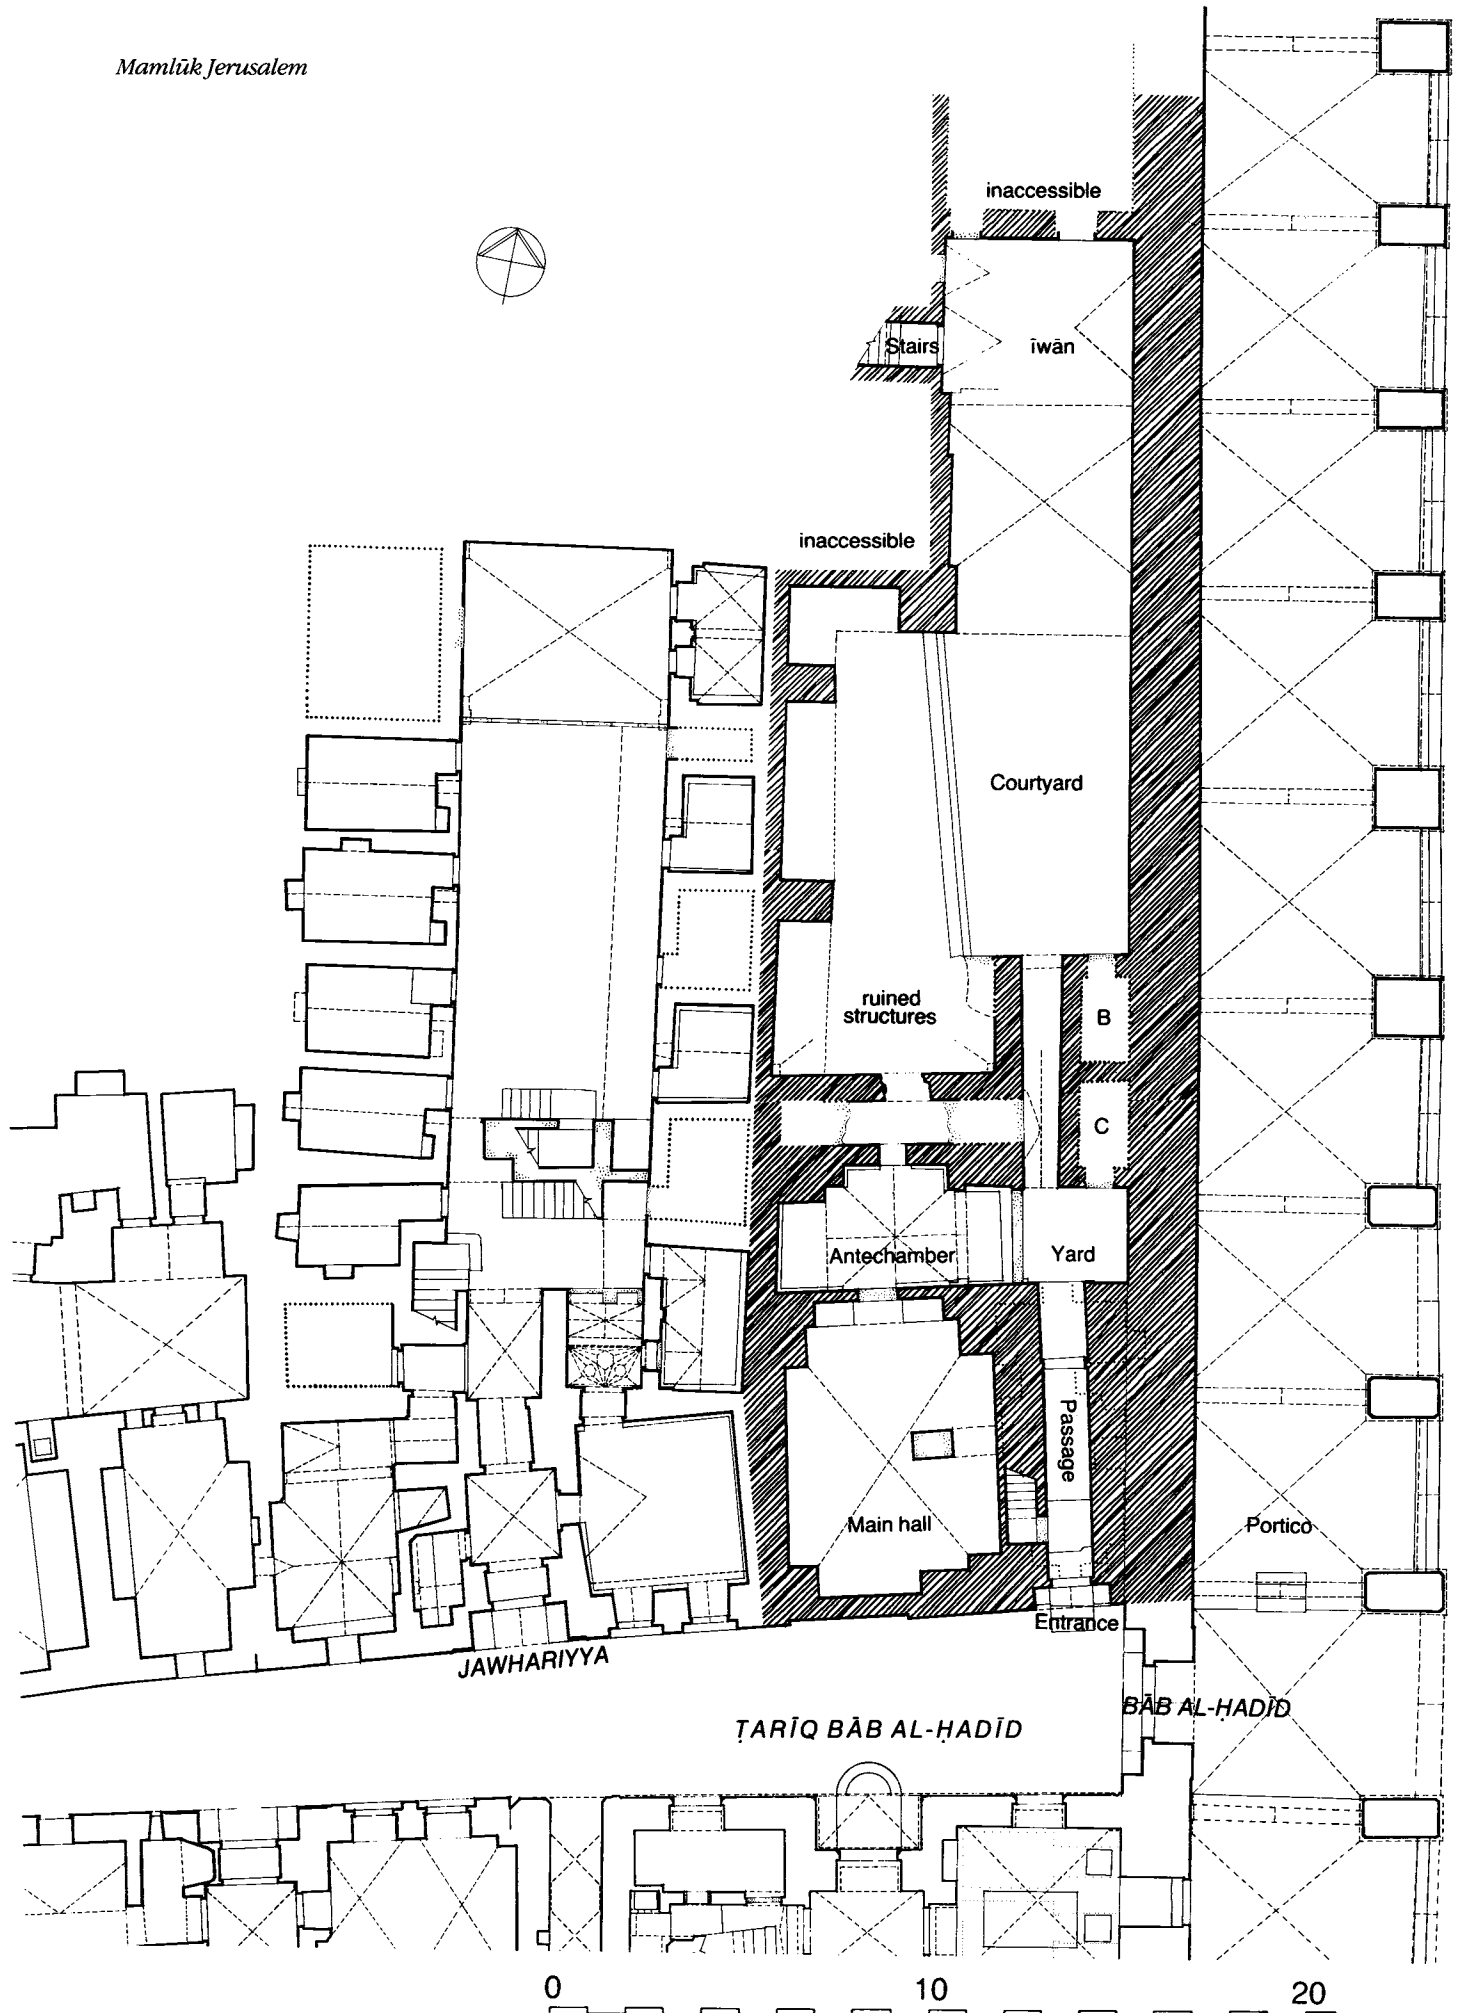 Mamlūk Jerusalem
inaccessible
Stairs
īwān
inaccessible
Courtyard
ruined
structures
B
C
Antechamber
Yard
Passage
Main hall
Portico
Entrance
JAWHARIYYA
BĀB AL-ḤADĪD
ṬARĪQ BĀB AL-ḤADĪD
0
10
20